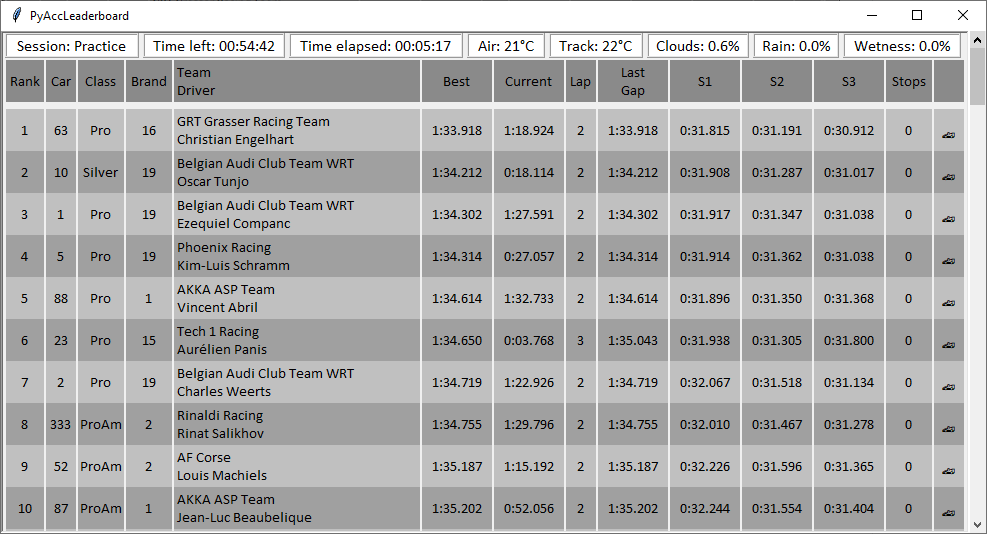 PyAccLeaderboard
Session: Practice Time left: 00:54:42 Time elapsed: 00:05:17 Air: 21°C Track: 22°C Clouds: 0.6% Rain: 0.0% Wetness: 0.0%
Rank Car Class Brand Team Driver Best Current Lap Last Gap S1 S2 S3 Stops
1 63 Pro 16 GRT Grasser Racing Team Christian Engelhart 1:33.918 1:18.924 2 1:33.918 0:31.815 0:31.191 0:30.912 0
2 10 Silver 19 Belgian Audi Club Team WRT Oscar Tunjo 1:34.212 0:18.114 2 1:34.212 0:31.908 0:31.287 0:31.017 0
3 1 Pro 19 Belgian Audi Club Team WRT Ezequiel Companc 1:34.302 1:27.591 2 1:34.302 0:31.917 0:31.347 0:31.038 0
4 5 Pro 19 Phoenix Racing Kim-Luis Schramm 1:34.314 0:27.057 2 1:34.314 0:31.914 0:31.362 0:31.038 0
5 88 Pro 1 AKKA ASP Team Vincent Abril 1:34.614 1:32.733 2 1:34.614 0:31.896 0:31.350 0:31.368 0
6 23 Pro 15 Tech 1 Racing Aurélien Panis 1:34.650 0:03.768 3 1:35.043 0:31.938 0:31.305 0:31.800 0
7 2 Pro 19 Belgian Audi Club Team WRT Charles Weerts 1:34.719 1:22.926 2 1:34.719 0:32.067 0:31.518 0:31.134 0
8 333 ProAm 2 Rinaldi Racing Rinat Salikhov 1:34.755 1:29.796 2 1:34.755 0:32.010 0:31.467 0:31.278 0
9 52 ProAm 2 AF Corse Louis Machiels 1:35.187 1:15.192 2 1:35.187 0:32.226 0:31.596 0:31.365 0
10 87 ProAm 1 AKKA ASP Team Jean-Luc Beaubelique 1:35.202 0:52.056 2 1:35.202 0:32.244 0:31.554 0:31.404 0